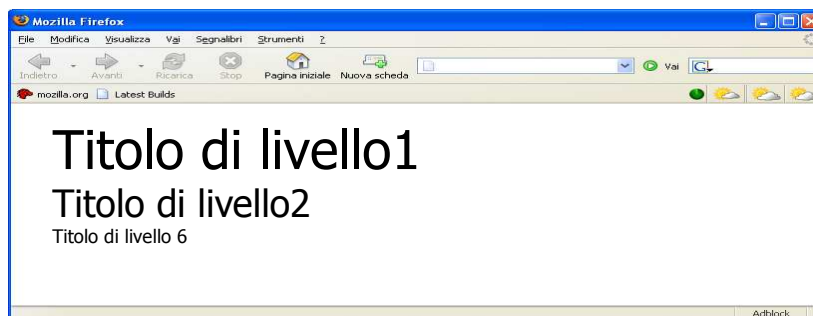 Mozilla Firefox
File Modifica Visualizza Vai Segnalibri Strumenti ?
Indietro Avanti Ricarica Stop Pagina iniziale Nuova scheda Vai G
mozilla.org Latest Builds
Titolo di livello1
Titolo di livello2
Titolo di livello 6
Adblock